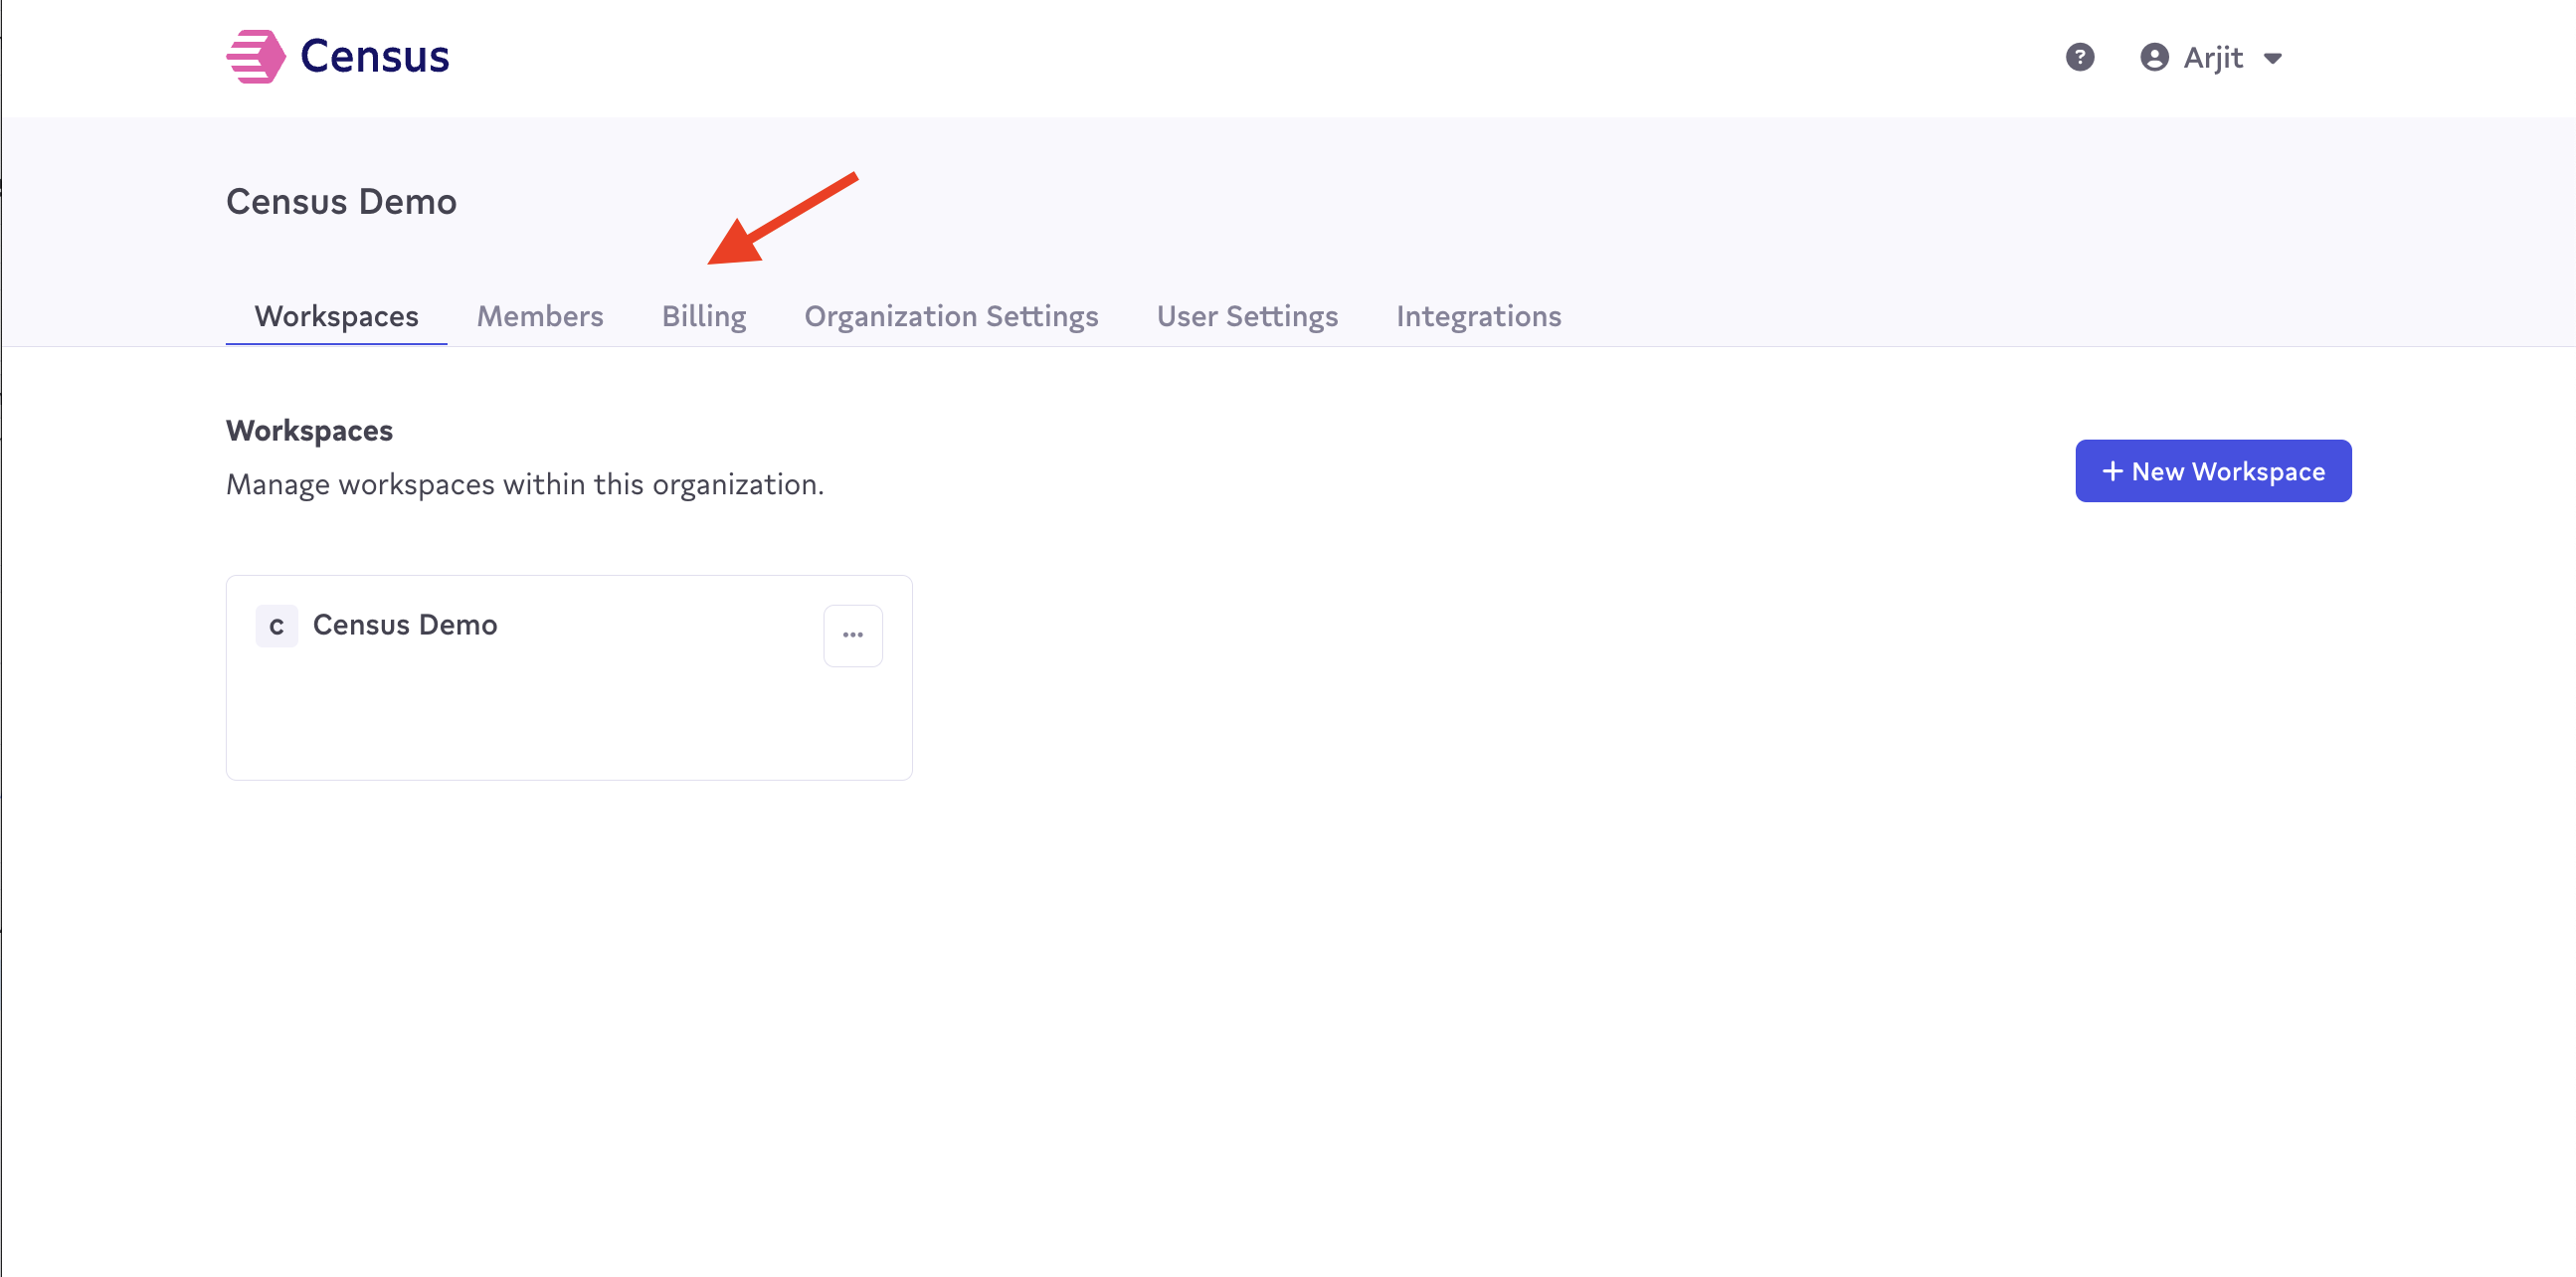 Census
? Arjit
Census Demo
Workspaces Members Billing Organization Settings User Settings Integrations
Workspaces
Manage workspaces within this organization.
+ New Workspace
C Census Demo
...